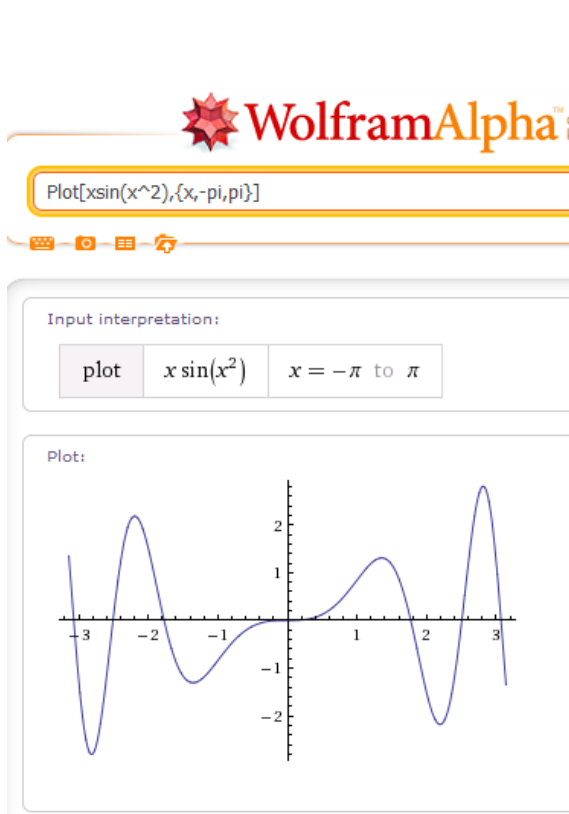 WolframAlpha™
Plot[xsin(x^2),{x,-pi,pi}]
Input interpretation:
plot x sin(x²) x = −π to π
Plot:
2
1
−3 −2 −1 1 2 3
−1
−2